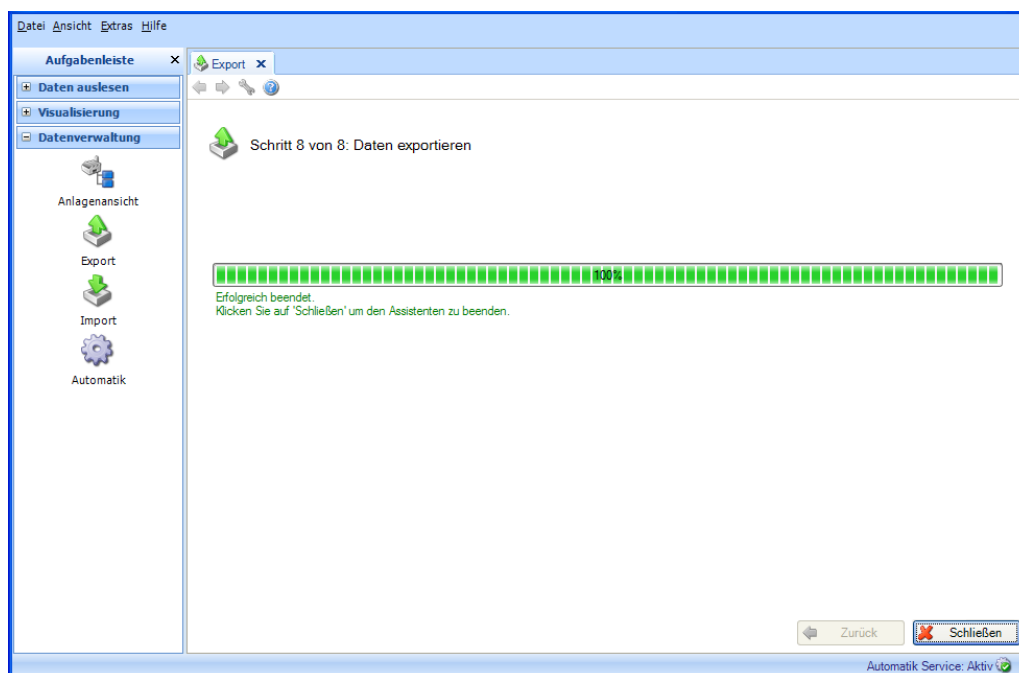 Datei Ansicht Extras Hilfe
Aufgabenleiste
Daten auslesen
Visualisierung
Datenverwaltung
Anlagenansicht
Export
Import
Automatik
Export
Schritt 8 von 8: Daten exportieren
100%
Erfolgreich beendet.
Klicken Sie auf 'Schließen' um den Assistenten zu beenden.
Zurück
Schließen
Automatik Service: Aktiv